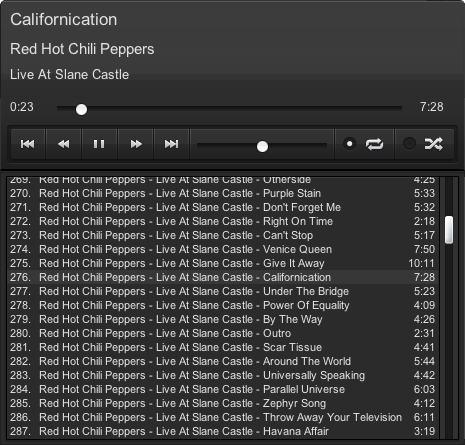 Californication
Red Hot Chili Peppers
Live At Slane Castle
0:23 7:28
269. Red Hot Chili Peppers - Live At Slane Castle - Otherside 4:25
270. Red Hot Chili Peppers - Live At Slane Castle - Purple Stain 5:33
271. Red Hot Chili Peppers - Live At Slane Castle - Don't Forget Me 5:32
272. Red Hot Chili Peppers - Live At Slane Castle - Right On Time 2:18
273. Red Hot Chili Peppers - Live At Slane Castle - Can't Stop 5:17
274. Red Hot Chili Peppers - Live At Slane Castle - Venice Queen 7:50
275. Red Hot Chili Peppers - Live At Slane Castle - Give It Away 10:11
276. Red Hot Chili Peppers - Live At Slane Castle - Californication 7:28
277. Red Hot Chili Peppers - Live At Slane Castle - Under The Bridge 5:23
278. Red Hot Chili Peppers - Live At Slane Castle - Power Of Equality 4:09
279. Red Hot Chili Peppers - Live At Slane Castle - By The Way 4:26
280. Red Hot Chili Peppers - Live At Slane Castle - Outro 2:31
281. Red Hot Chili Peppers - Live At Slane Castle - Scar Tissue 4:41
282. Red Hot Chili Peppers - Live At Slane Castle - Around The World 5:44
283. Red Hot Chili Peppers - Live At Slane Castle - Universally Speaking 4:42
284. Red Hot Chili Peppers - Live At Slane Castle - Parallel Universe 6:03
285. Red Hot Chili Peppers - Live At Slane Castle - Zephyr Song 4:12
286. Red Hot Chili Peppers - Live At Slane Castle - Throw Away Your Television 6:11
287. Red Hot Chili Peppers - Live At Slane Castle - Havana Affair 3:19